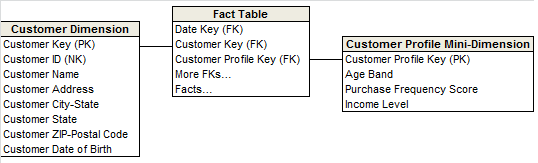 Customer Dimension
Customer Key (PK)
Customer ID (NK)
Customer Name
Customer Address
Customer City-State
Customer State
Customer ZIP-Postal Code
Customer Date of Birth
Fact Table
Date Key (FK)
Customer Key (FK)
Customer Profile Key (FK)
More FKs...
Facts...
Customer Profile Mini-Dimension
Customer Profile Key (PK)
Age Band
Purchase Frequency Score
Income Level